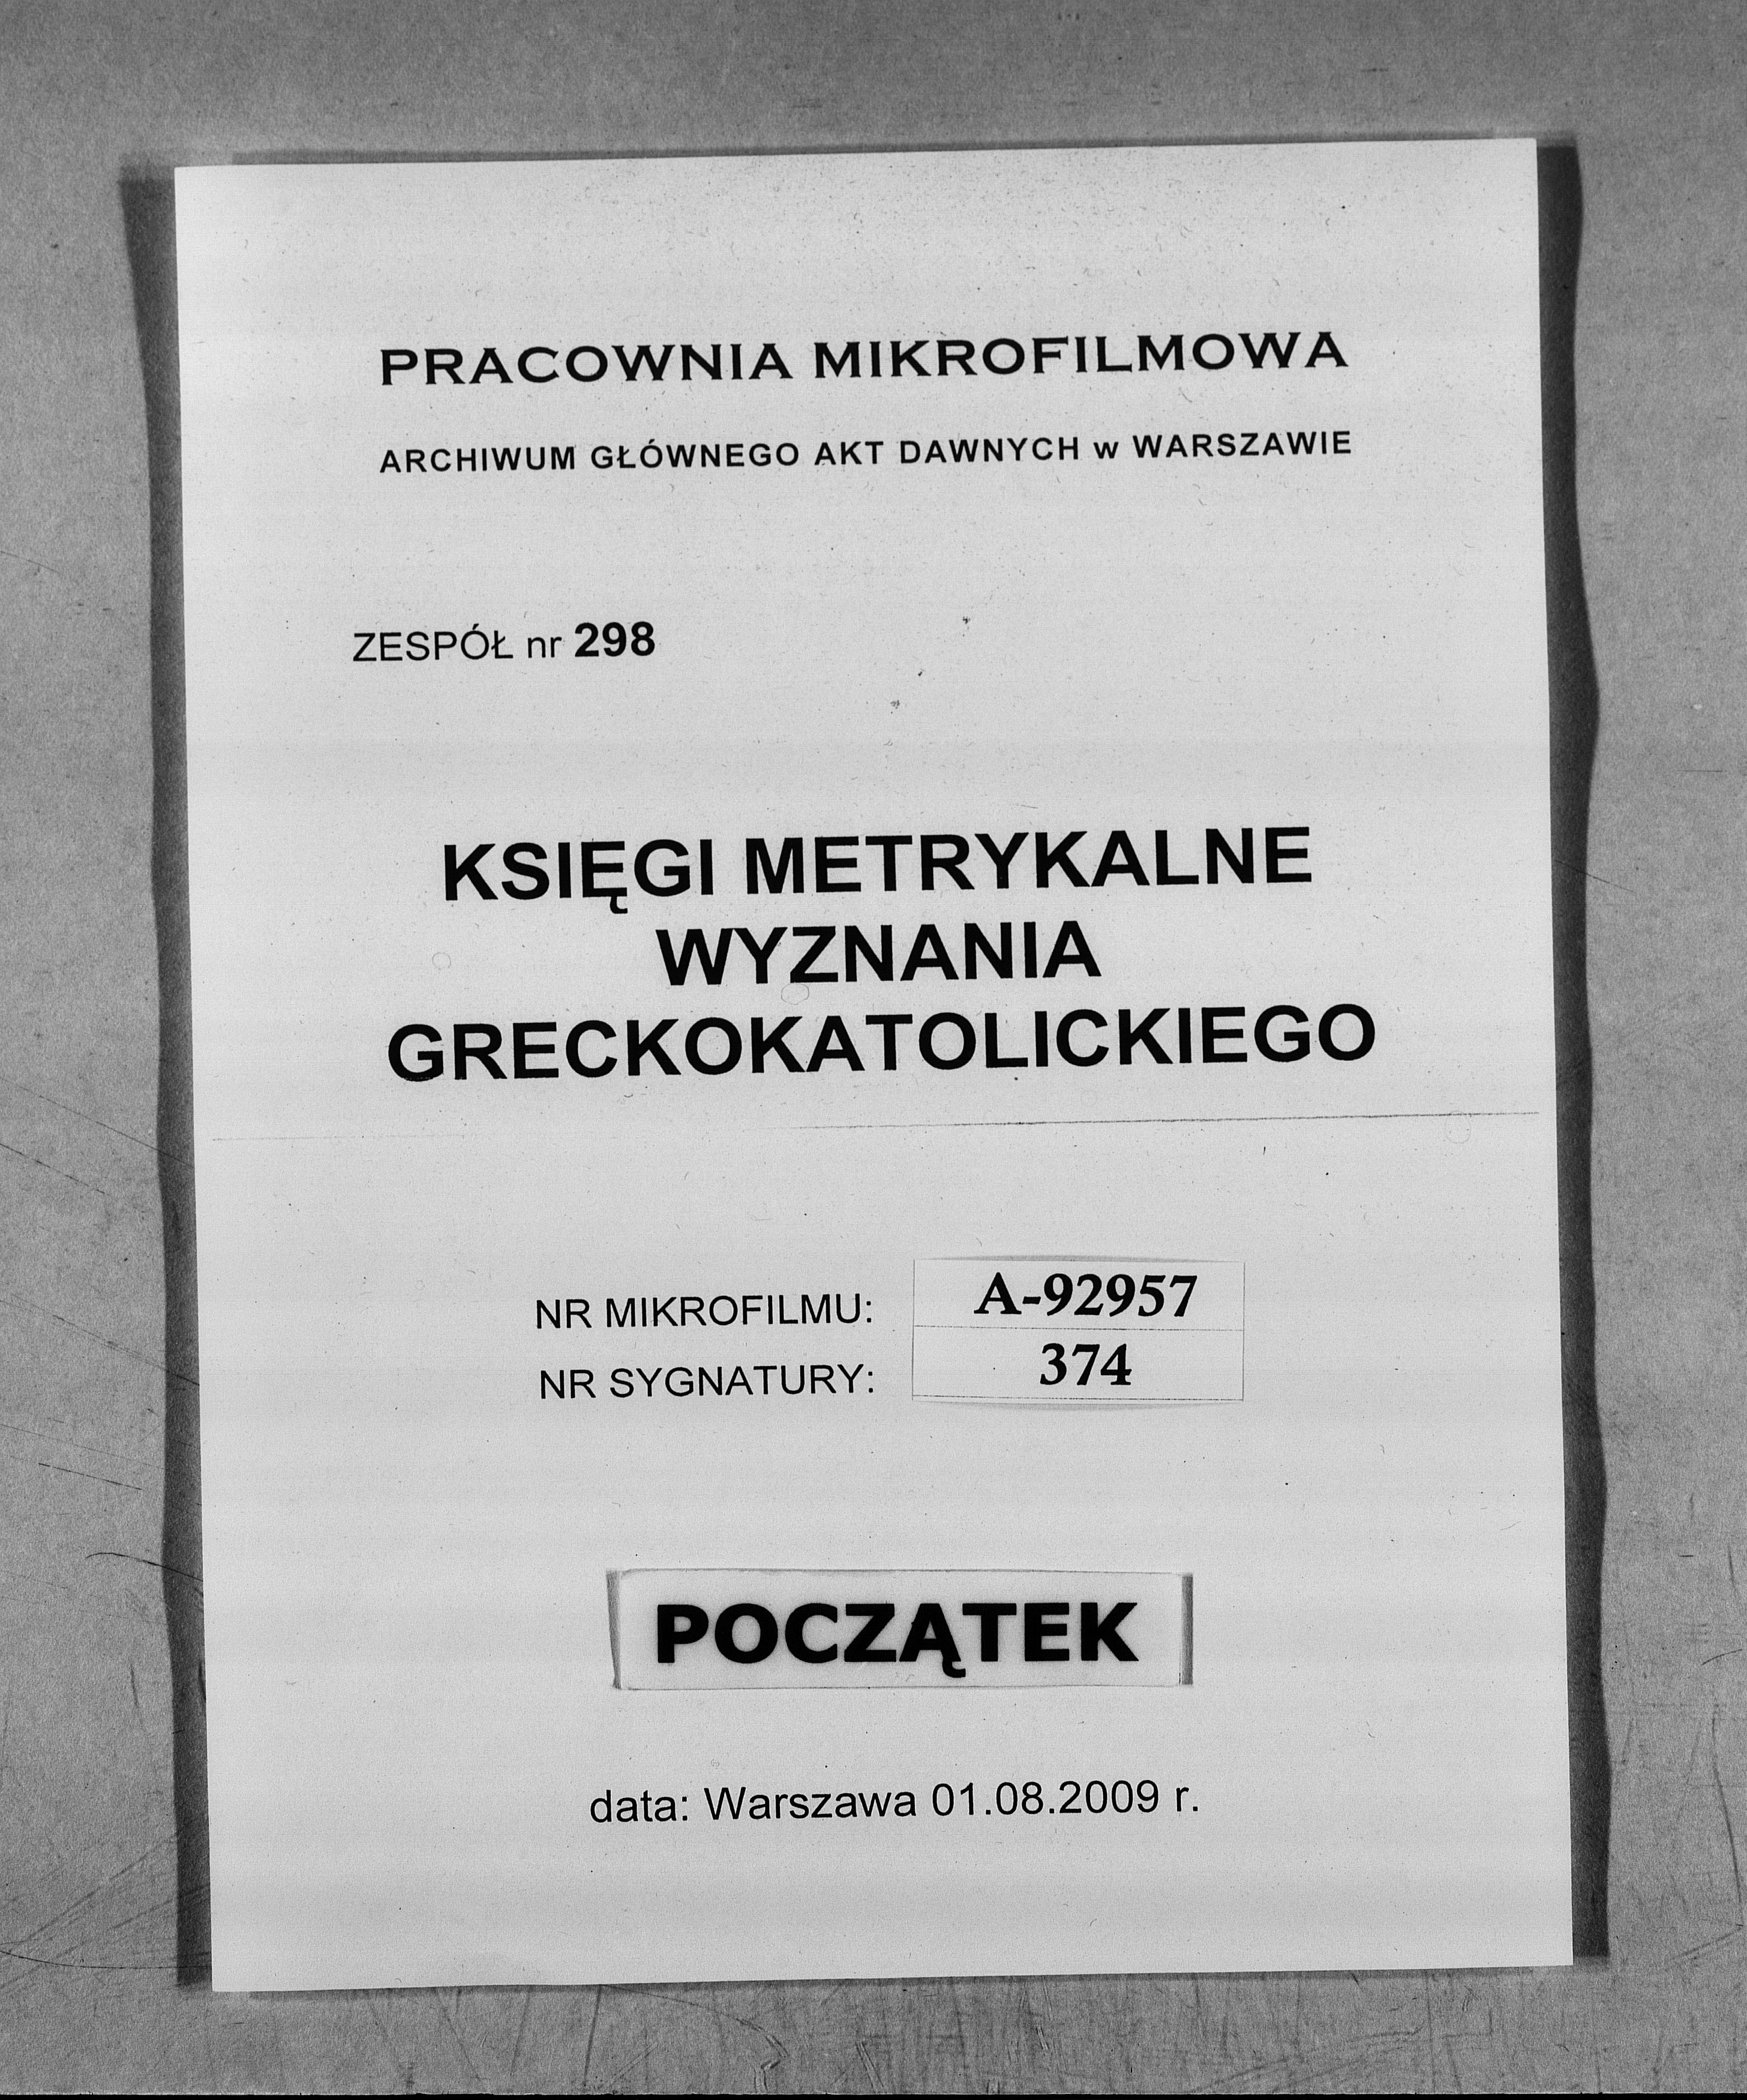 PRACOWNIA MIKROFILMOWA
ARCHIWUM GŁÓWNEGO AKT DAWNYCH w WARSZAWIE
ZESPÓŁ nr 298
KSIĘGI METRYKALNE
WYZNANIA
GRECKOKATOLICKIEGO
NR MIKROFILMU: A-92957
NR SYGNATURY: 374
POCZĄTEK
data: Warszawa 01.08.2009 r.